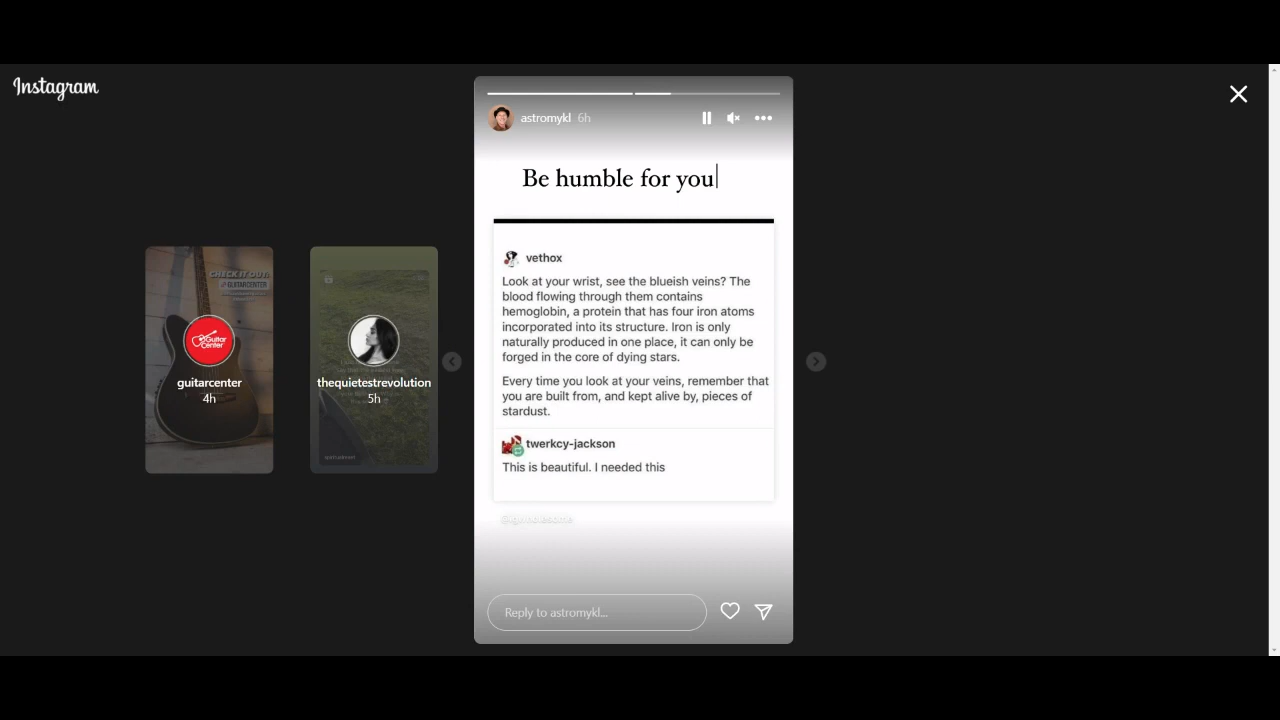 Instagram
astromykl 6h
Be humble for you
vethox
Look at your wrist, see the blueish veins? The
blood flowing through them contains
hemoglobin, a protein that has four iron atoms
incorporated into its structure. Iron is only
naturally produced in one place, it can only be
forged in the core of dying stars.
Every time you look at your veins, remember that
you are built from, and kept alive by, pieces of
stardust.
twerkcy-jackson
This is beautiful. I needed this
Reply to astromykl...
CHECK IT OUT:
GUITARCENTER
Guitar
Center
guitarcenter
4h
thequietestrevolution
5h